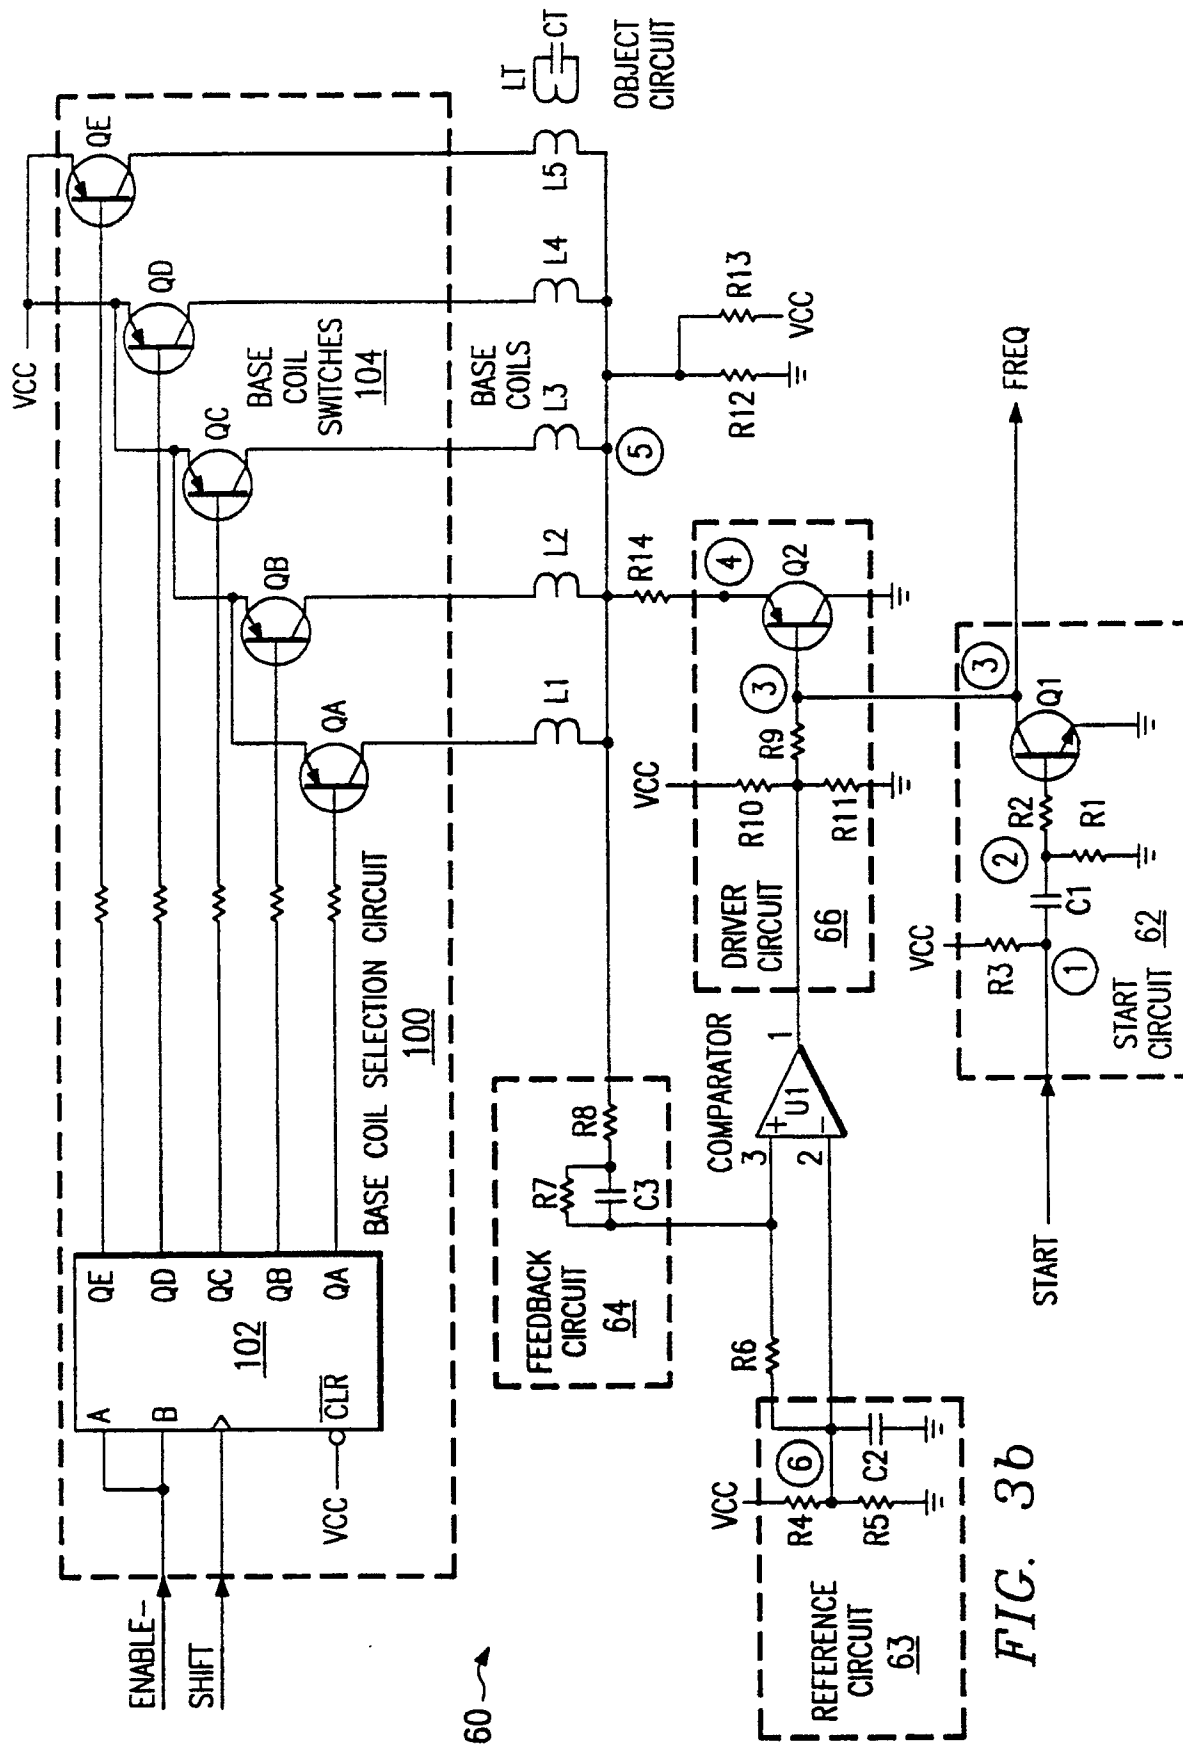 VCC
QE
QD
QC
QB
QA
BASE
COIL
SWITCHES
104
QE
QD
QC
QB
QA
A
B
102
CLR
VCC
ENABLE-
SHIFT
BASE COIL SELECTION CIRCUIT
100
BASE
COILS
L1
L2
L3
L4
L5
LT
CT
OBJECT
CIRCUIT
60
FEEDBACK
CIRCUIT
64
R7
C3
R8
5
R14
R12
R13
VCC
COMPARATOR
3
2
+
-
U1
1
DRIVER
CIRCUIT
66
VCC
R10
R11
R9
3
4
Q2
VCC
R4
R5
6
C2
R6
REFERENCE
CIRCUIT
63
START
START
CIRCUIT
62
VCC
R3
1
C1
2
R2
R1
3
Q1
FREQ
FIG. 3b